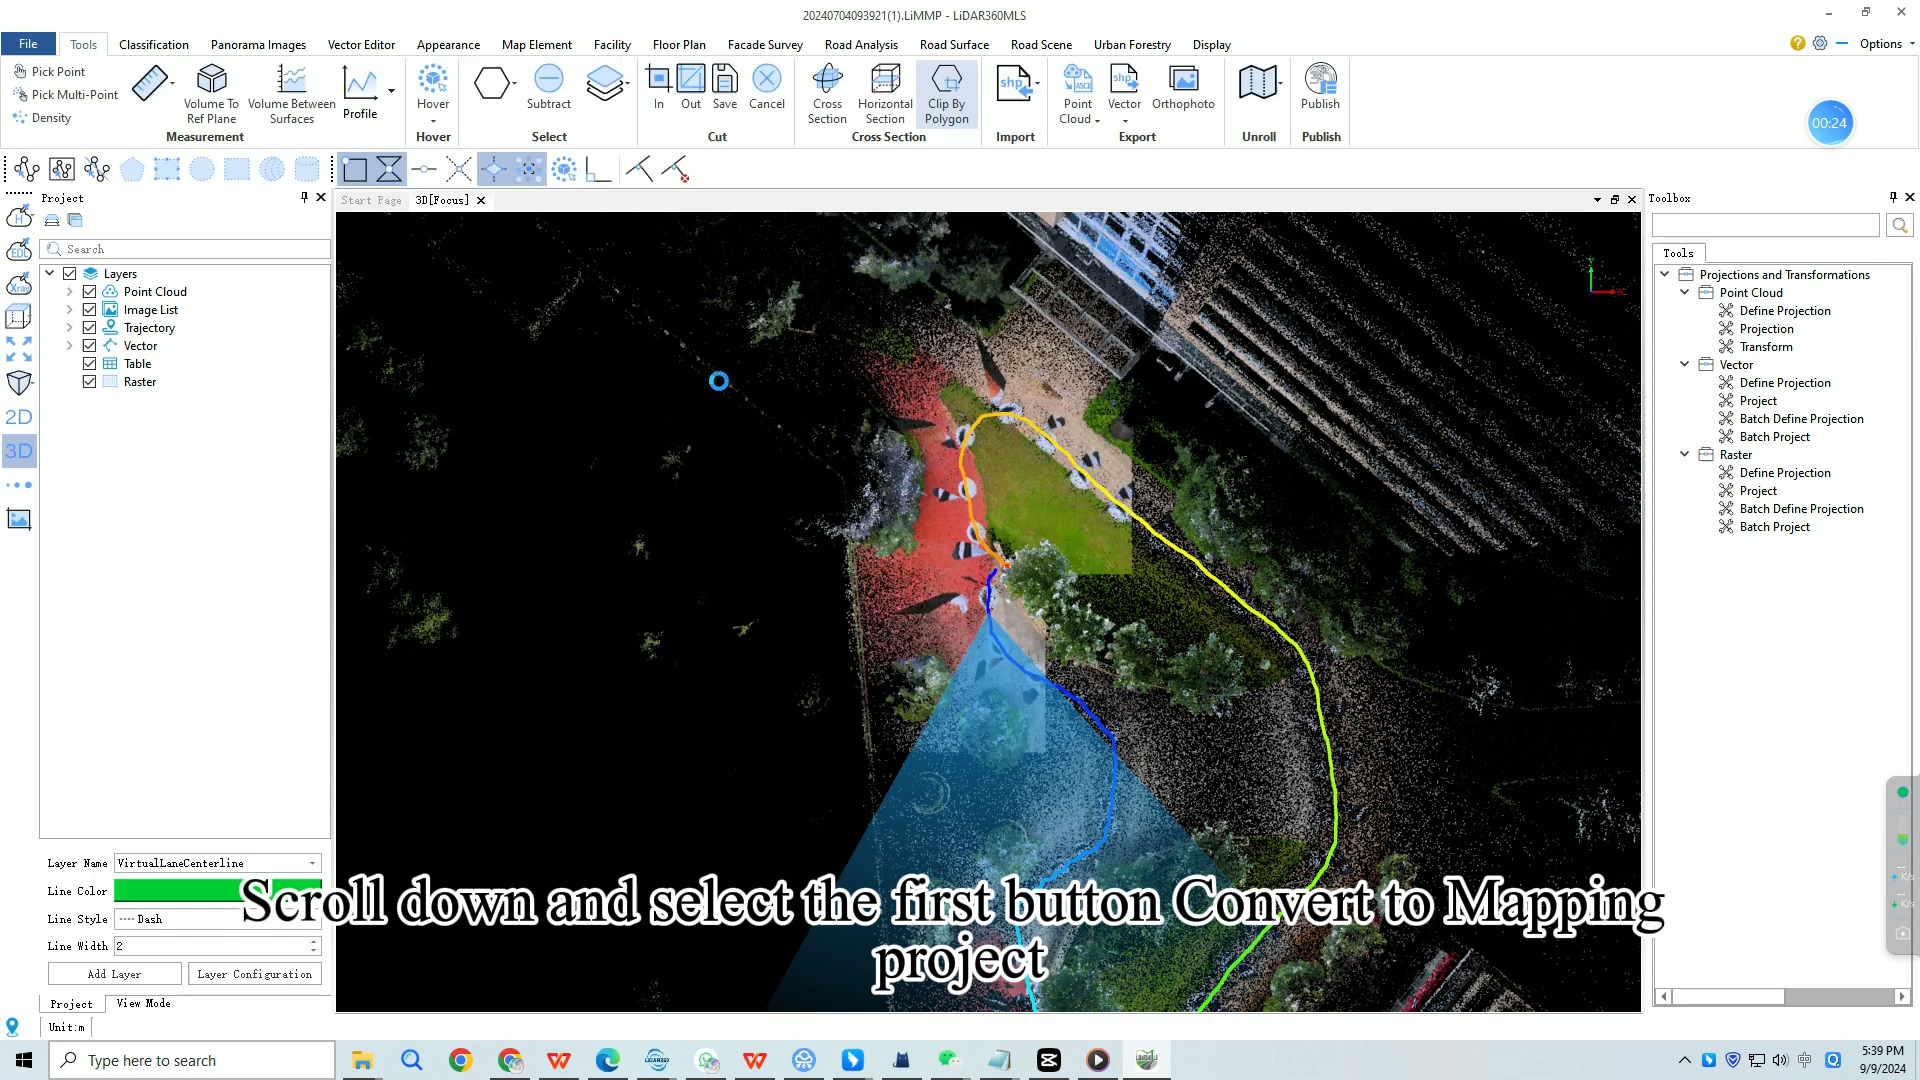 20240704093921(1).LiMMP - LiDAR360MLS
File
Tools
Classification
Panorama Images
Vector Editor
Appearance
Map Element
Facility
Floor Plan
Facade Survey
Road Analysis
Road Surface
Road Scene
Urban Forestry
Display
Options
Pick Point
Pick Multi-Point
Density
Volume To
Ref Plane
Volume Between
Surfaces
Profile
Measurement
Hover
Hover
Subtract
Select
In
Out
Save
Cancel
Cut
Cross
Section
Horizontal
Section
Clip By
Polygon
Cross Section
shp
Import
ASCII
Point
Cloud
shp
Vector
Orthophoto
Export
Unroll
Publish
Publish
00:24
Project
Start Page
3D[Focus]
Toolbox
H
EDL
Xray
2D
3D
Search
Layers
Point Cloud
Image List
Trajectory
Vector
Table
Raster
Tools
Projections and Transformations
Point Cloud
Define Projection
Projection
Transform
Vector
Define Projection
Project
Batch Define Projection
Batch Project
Raster
Define Projection
Project
Batch Define Projection
Batch Project
Layer Name
VirtualLaneCenterline
Line Color
Line Style
Dash
Line Width
2
Add Layer
Layer Configuration
Project
View Mode
Unit:m
Scroll down and select the first button Convert to Mapping
project
K/s
K/s
Type here to search
中
5:39 PM
9/9/2024